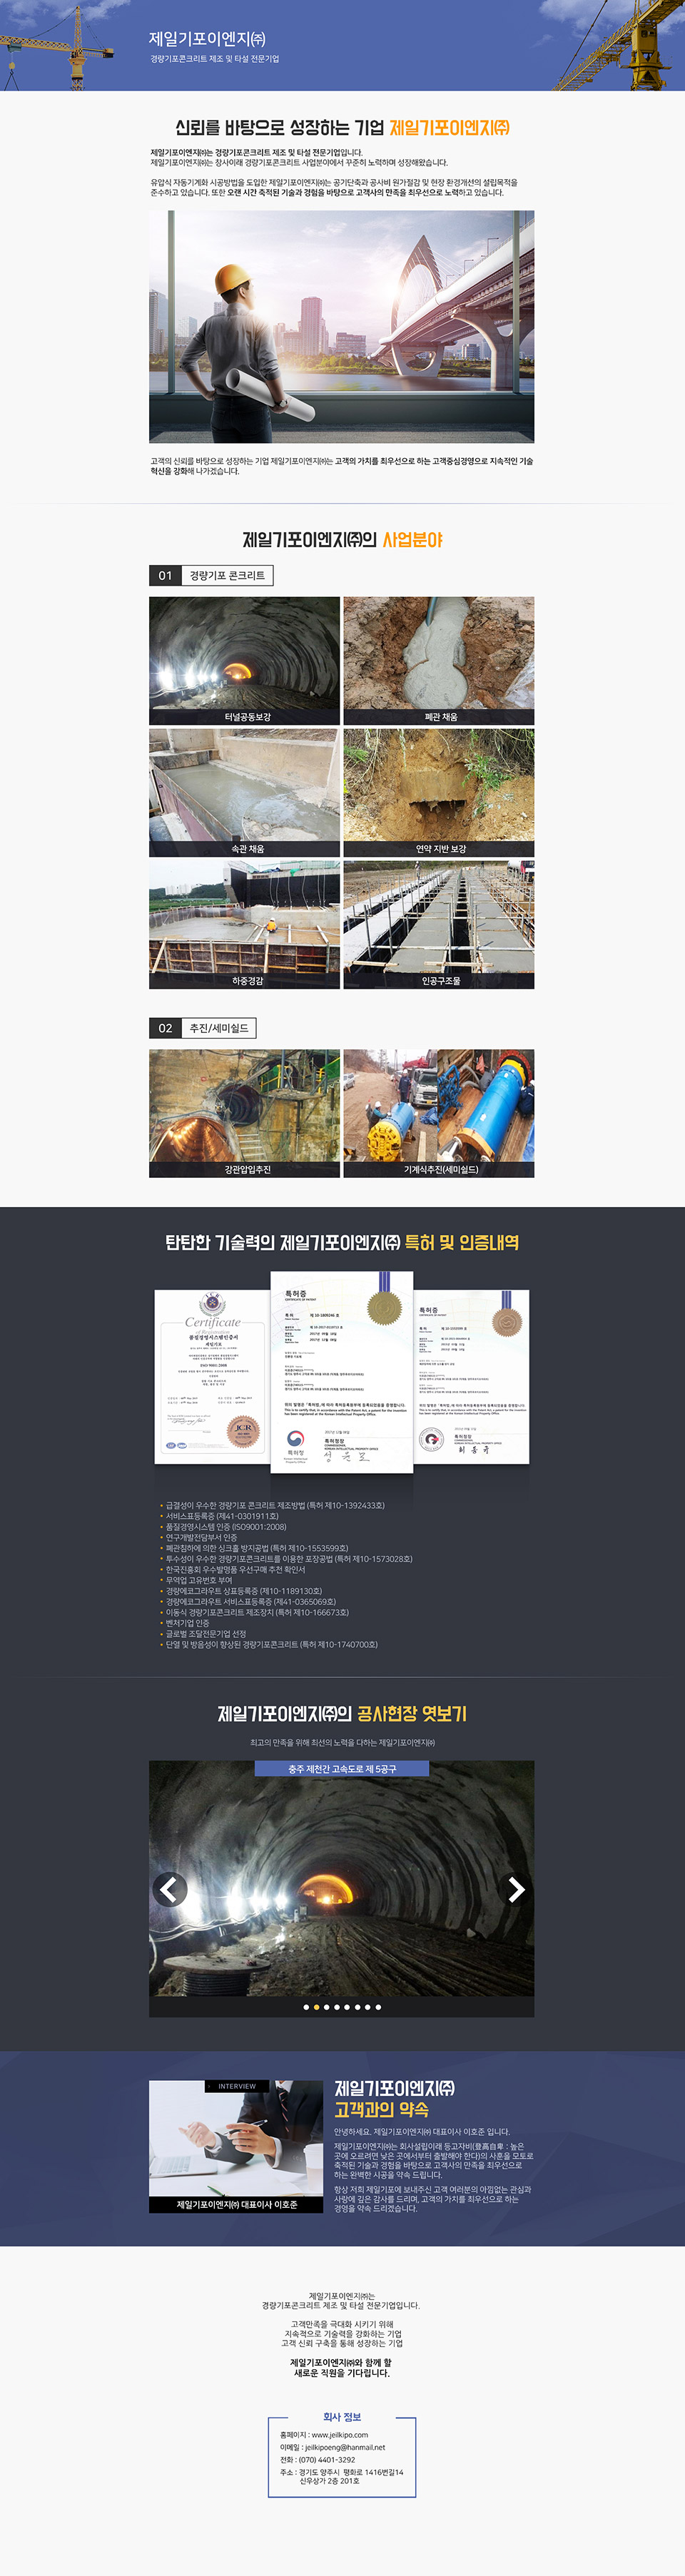 제일기포이엔지㈜
경량기포콘크리트 제조 및 타설 전문기업
신뢰를 바탕으로 성장하는 기업 제일기포이엔지㈜
제일기포이엔지㈜는 경량기포콘크리트 제조 및 타설 전문기업입니다.
제일기포이엔지㈜는 창사이래 경량기포콘크리트 사업분야에서 꾸준히 노력하며 성장해왔습니다.
유압식 자동기계화 시공방법을 도입한 제일기포이엔지㈜는 공기단축과 공사비 원가절감 및 현장 환경개선의 설립목적을
준수하고 있습니다. 또한 오랜 시간 축적된 기술과 경험을 바탕으로 고객사의 만족을 최우선으로 노력하고 있습니다.
고객의 신뢰를 바탕으로 성장하는 기업 제일기포이엔지㈜는 고객의 가치를 최우선으로 하는 고객중심경영으로 지속적인 기술
혁신을 강화해 나가겠습니다.
제일기포이엔지㈜의 사업분야
01 경량기포 콘크리트
터널공동보강
폐관 채움
속관 채움
연약 지반 보강
하중경감
인공구조물
02 추진/세미쉴드
강관압입추진
기계식추진(세미쉴드)
탄탄한 기술력의 제일기포이엔지㈜ 특허 및 인증내역
Certificate
of Registration
품질경영시스템인증서
제일기포
ISO 9001:2008
JCR
특허증
CERTIFICATE OF PATENT
특허청
특허증
CERTIFICATE OF PATENT
• 급결성이 우수한 경량기포 콘크리트 제조방법 (특허 제10-1392433호)
• 서비스표등록증 (제41-0301911호)
• 품질경영시스템 인증 (ISO9001:2008)
• 연구개발전담부서 인증
• 폐관침하에 의한 싱크홀 방지공법 (특허 제10-1553599호)
• 투수성이 우수한 경량기포콘크리트를 이용한 포장공법 (특허 제10-1573028호)
• 한국진흥회 우수발명품 우선구매 추천 확인서
• 무역업 고유번호 부여
• 경량에코그라우트 상표등록증 (제10-1189130호)
• 경량에코그라우트 서비스표등록증 (제41-0365069호)
• 이동식 경량기포콘크리트 제조장치 (특허 제10-166673호)
• 벤처기업 인증
• 글로벌 조달전문기업 선정
• 단열 및 방음성이 향상된 경량기포콘크리트 (특허 제10-1740700호)
제일기포이엔지㈜의 공사현장 엿보기
최고의 만족을 위해 최선의 노력을 다하는 제일기포이엔지㈜
충주 제천간 고속도로 제 5공구
INTERVIEW
제일기포이엔지㈜ 대표이사 이호준
제일기포이엔지㈜
고객과의 약속
안녕하세요. 제일기포이엔지㈜ 대표이사 이호준 입니다.
제일기포이엔지㈜는 회사설립이래 등고자비(登高自卑 : 높은
곳에 오르려면 낮은 곳에서부터 출발해야 한다)의 사훈을 모토로
축적된 기술과 경험을 바탕으로 고객사의 만족을 최우선으로
하는 완벽한 시공을 약속 드립니다.
항상 저희 제일기포에 보내주신 고객 여러분의 아낌없는 관심과
사랑에 깊은 감사를 드리며, 고객의 가치를 최우선으로 하는
경영을 약속 드리겠습니다.
제일기포이엔지㈜는
경량기포콘크리트 제조 및 타설 전문기업입니다.
고객만족을 극대화 시키기 위해
지속적으로 기술력을 강화하는 기업
고객 신뢰 구축을 통해 성장하는 기업
제일기포이엔지㈜와 함께 할
새로운 직원을 기다립니다.
회사 정보
홈페이지 : www.jeilkipo.com
이메일 : jeilkipoeng@hanmail.net
전화 : (070) 4401-3292
주소 : 경기도 양주시 평화로 1416번길14
신우상가 2층 201호